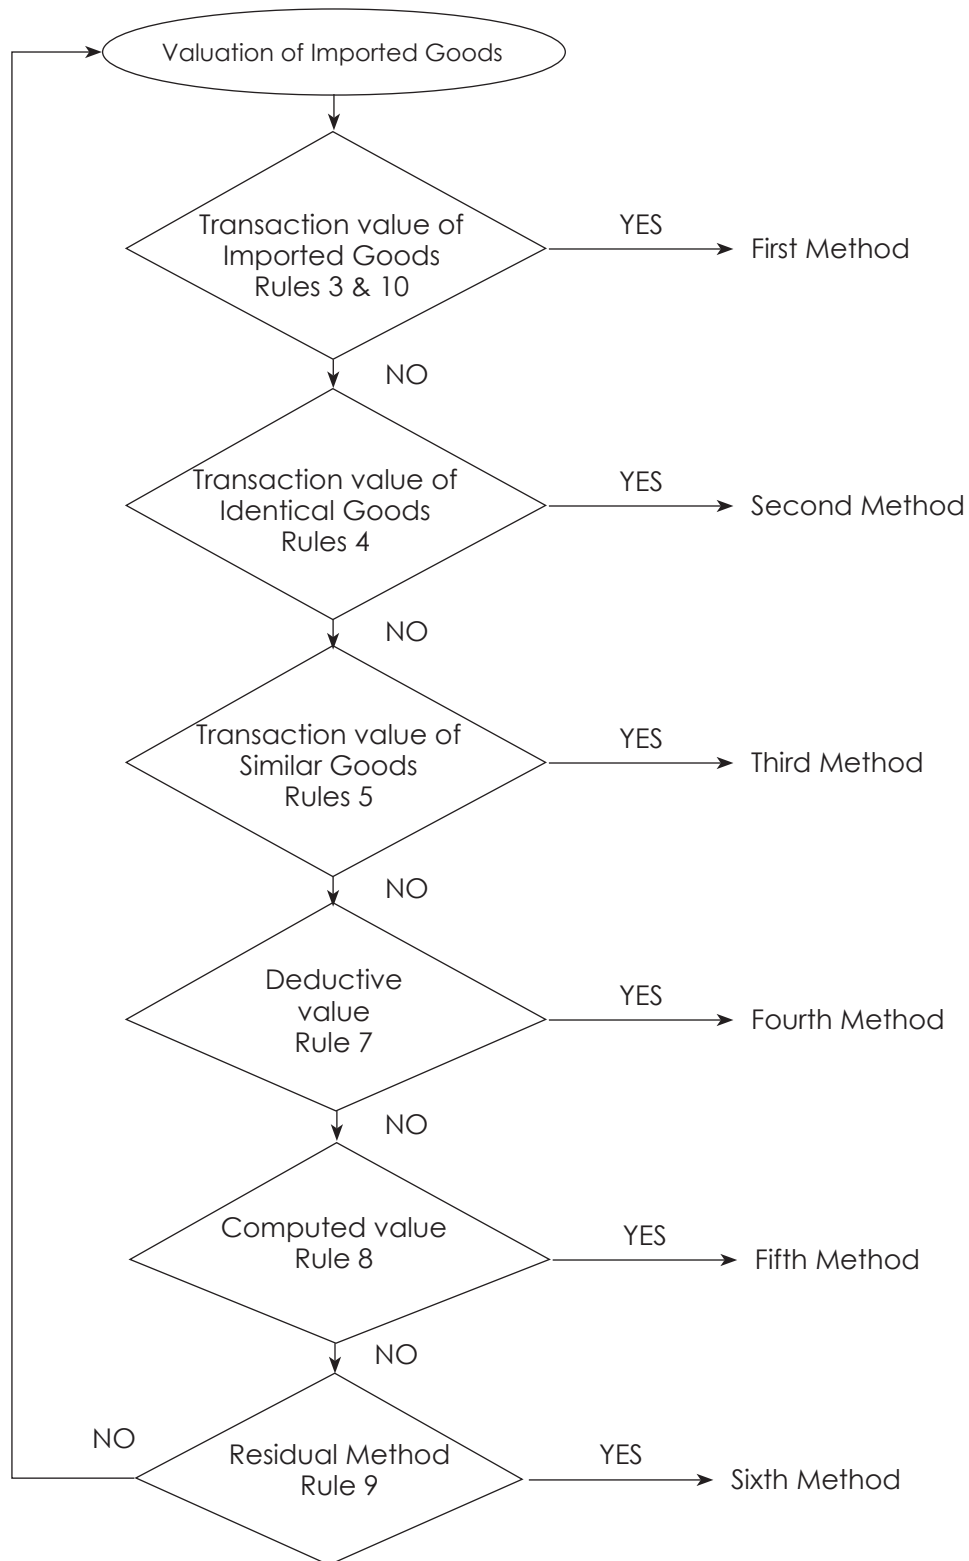 Valuation of Imported Goods
Transaction value of
Imported Goods
Rules 3 & 10
YES
First Method
NO
Transaction value of
Identical Goods
Rules 4
YES
Second Method
NO
Transaction value of
Similar Goods
Rules 5
YES
Third Method
NO
Deductive
value
Rule 7
YES
Fourth Method
NO
Computed value
Rule 8
YES
Fifth Method
NO
Residual Method
Rule 9
YES
Sixth Method
NO